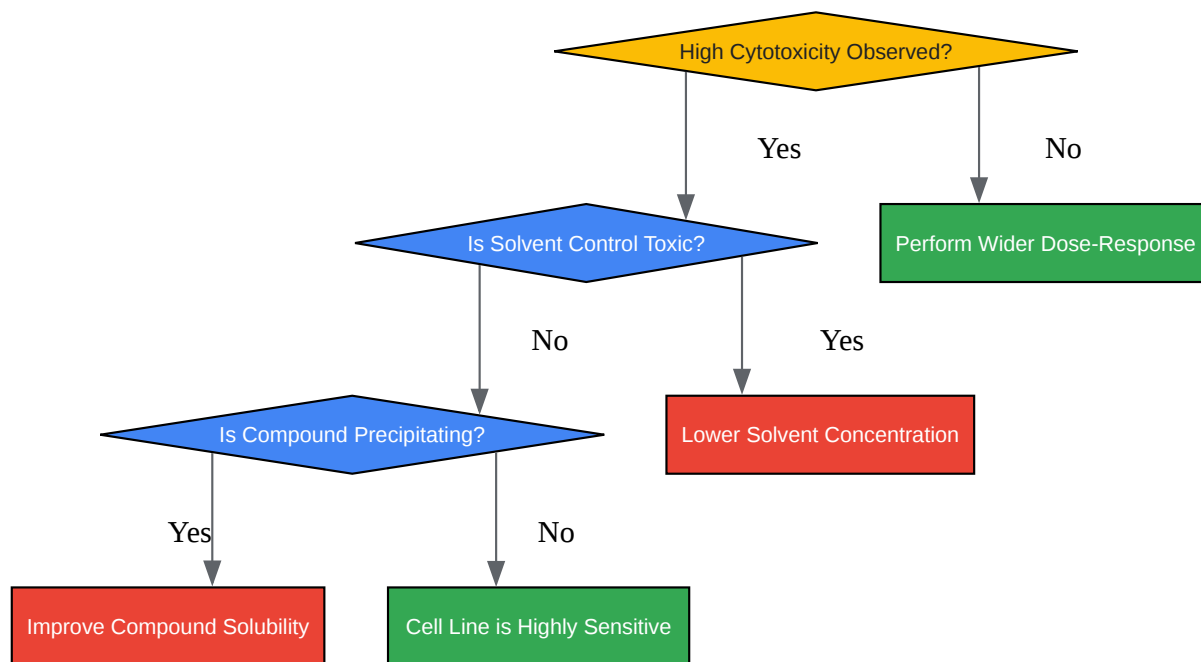 High Cytotoxicity Observed?
Yes
No
Is Solvent Control Toxic?
Perform Wider Dose-Response
No
Yes
Is Compound Precipitating?
Lower Solvent Concentration
Yes
No
Improve Compound Solubility
Cell Line is Highly Sensitive